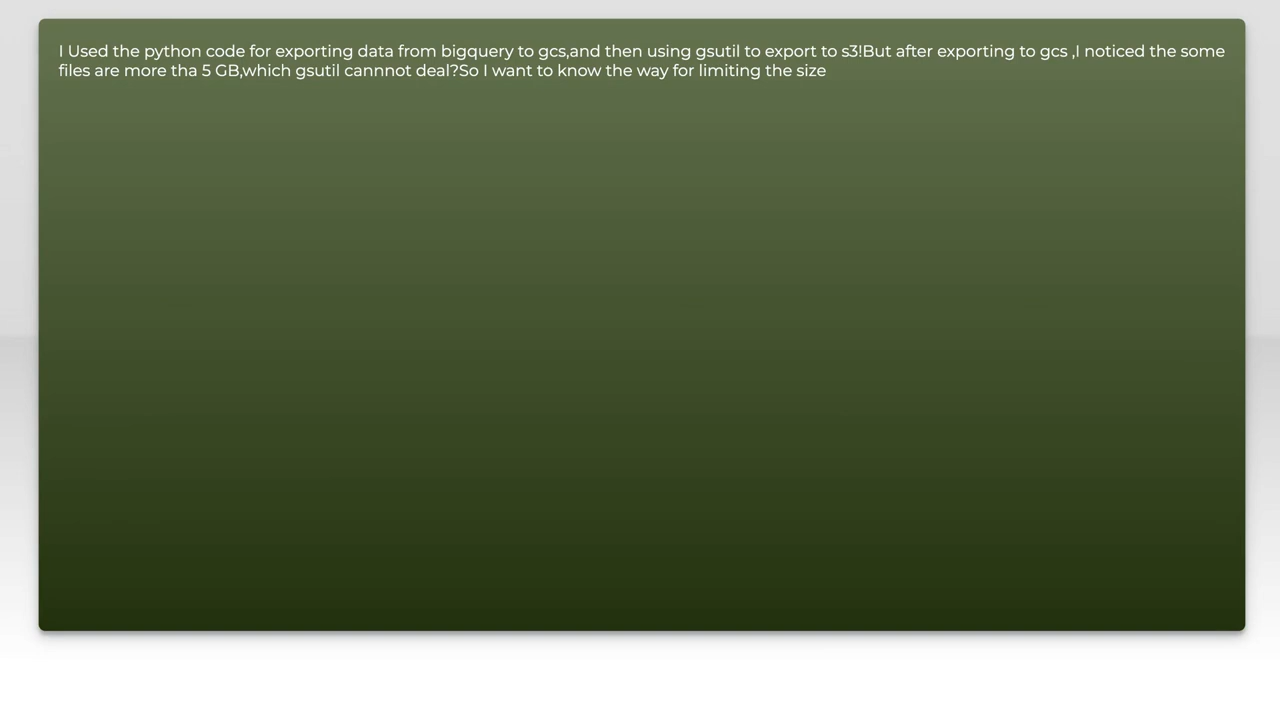 I Used the python code for exporting data from bigquery to gcs,and then using gsutil to export to s3!But after exporting to gcs ,I noticed the some
files are more tha 5 GB,which gsutil cannnot deal?So I want to know the way for limiting the size